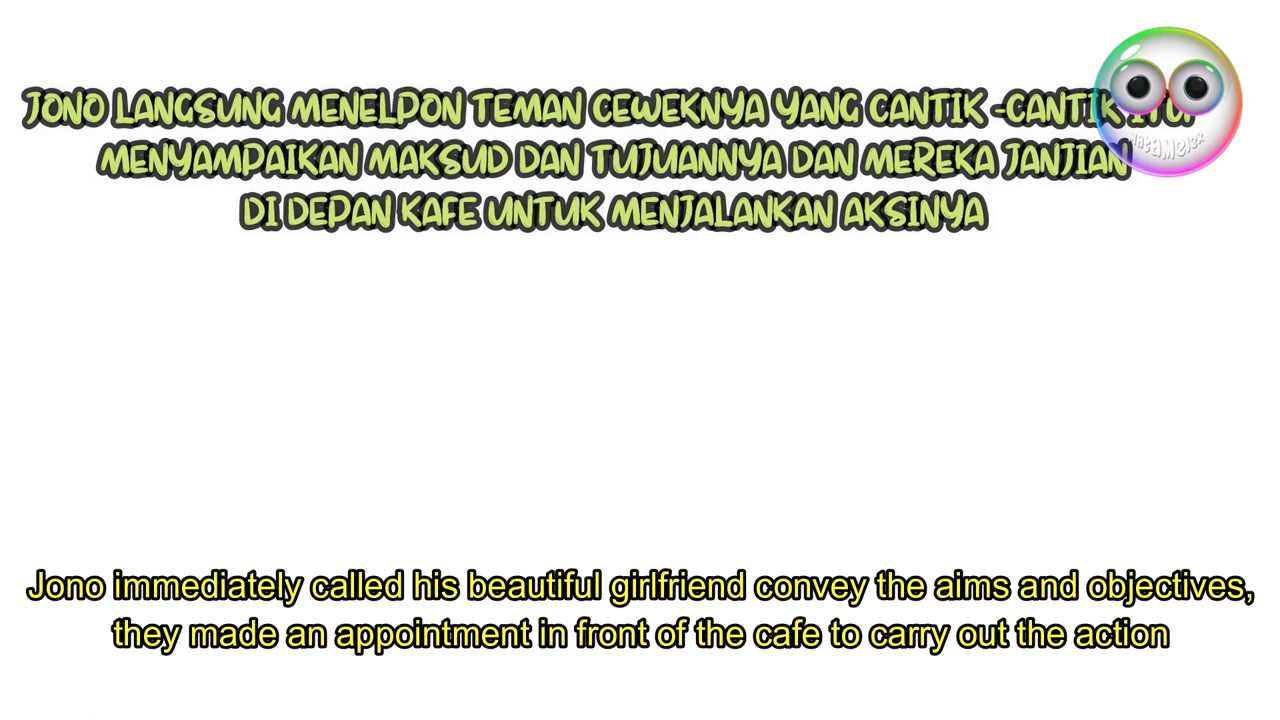 JONO LANGSUNG MENELPON TEMAN CEWEKNYA YANG CANTIK -CANTIK ITU
MENYAMPAIKAN MAKSUD DAN TUJUANNYA DAN MEREKA JANJIAN
DI DEPAN KAFE UNTUK MENJALANKAN AKSINYA
MataMelek
Jono immediately called his beautiful girlfriend convey the aims and objectives,
they made an appointment in front of the cafe to carry out the action